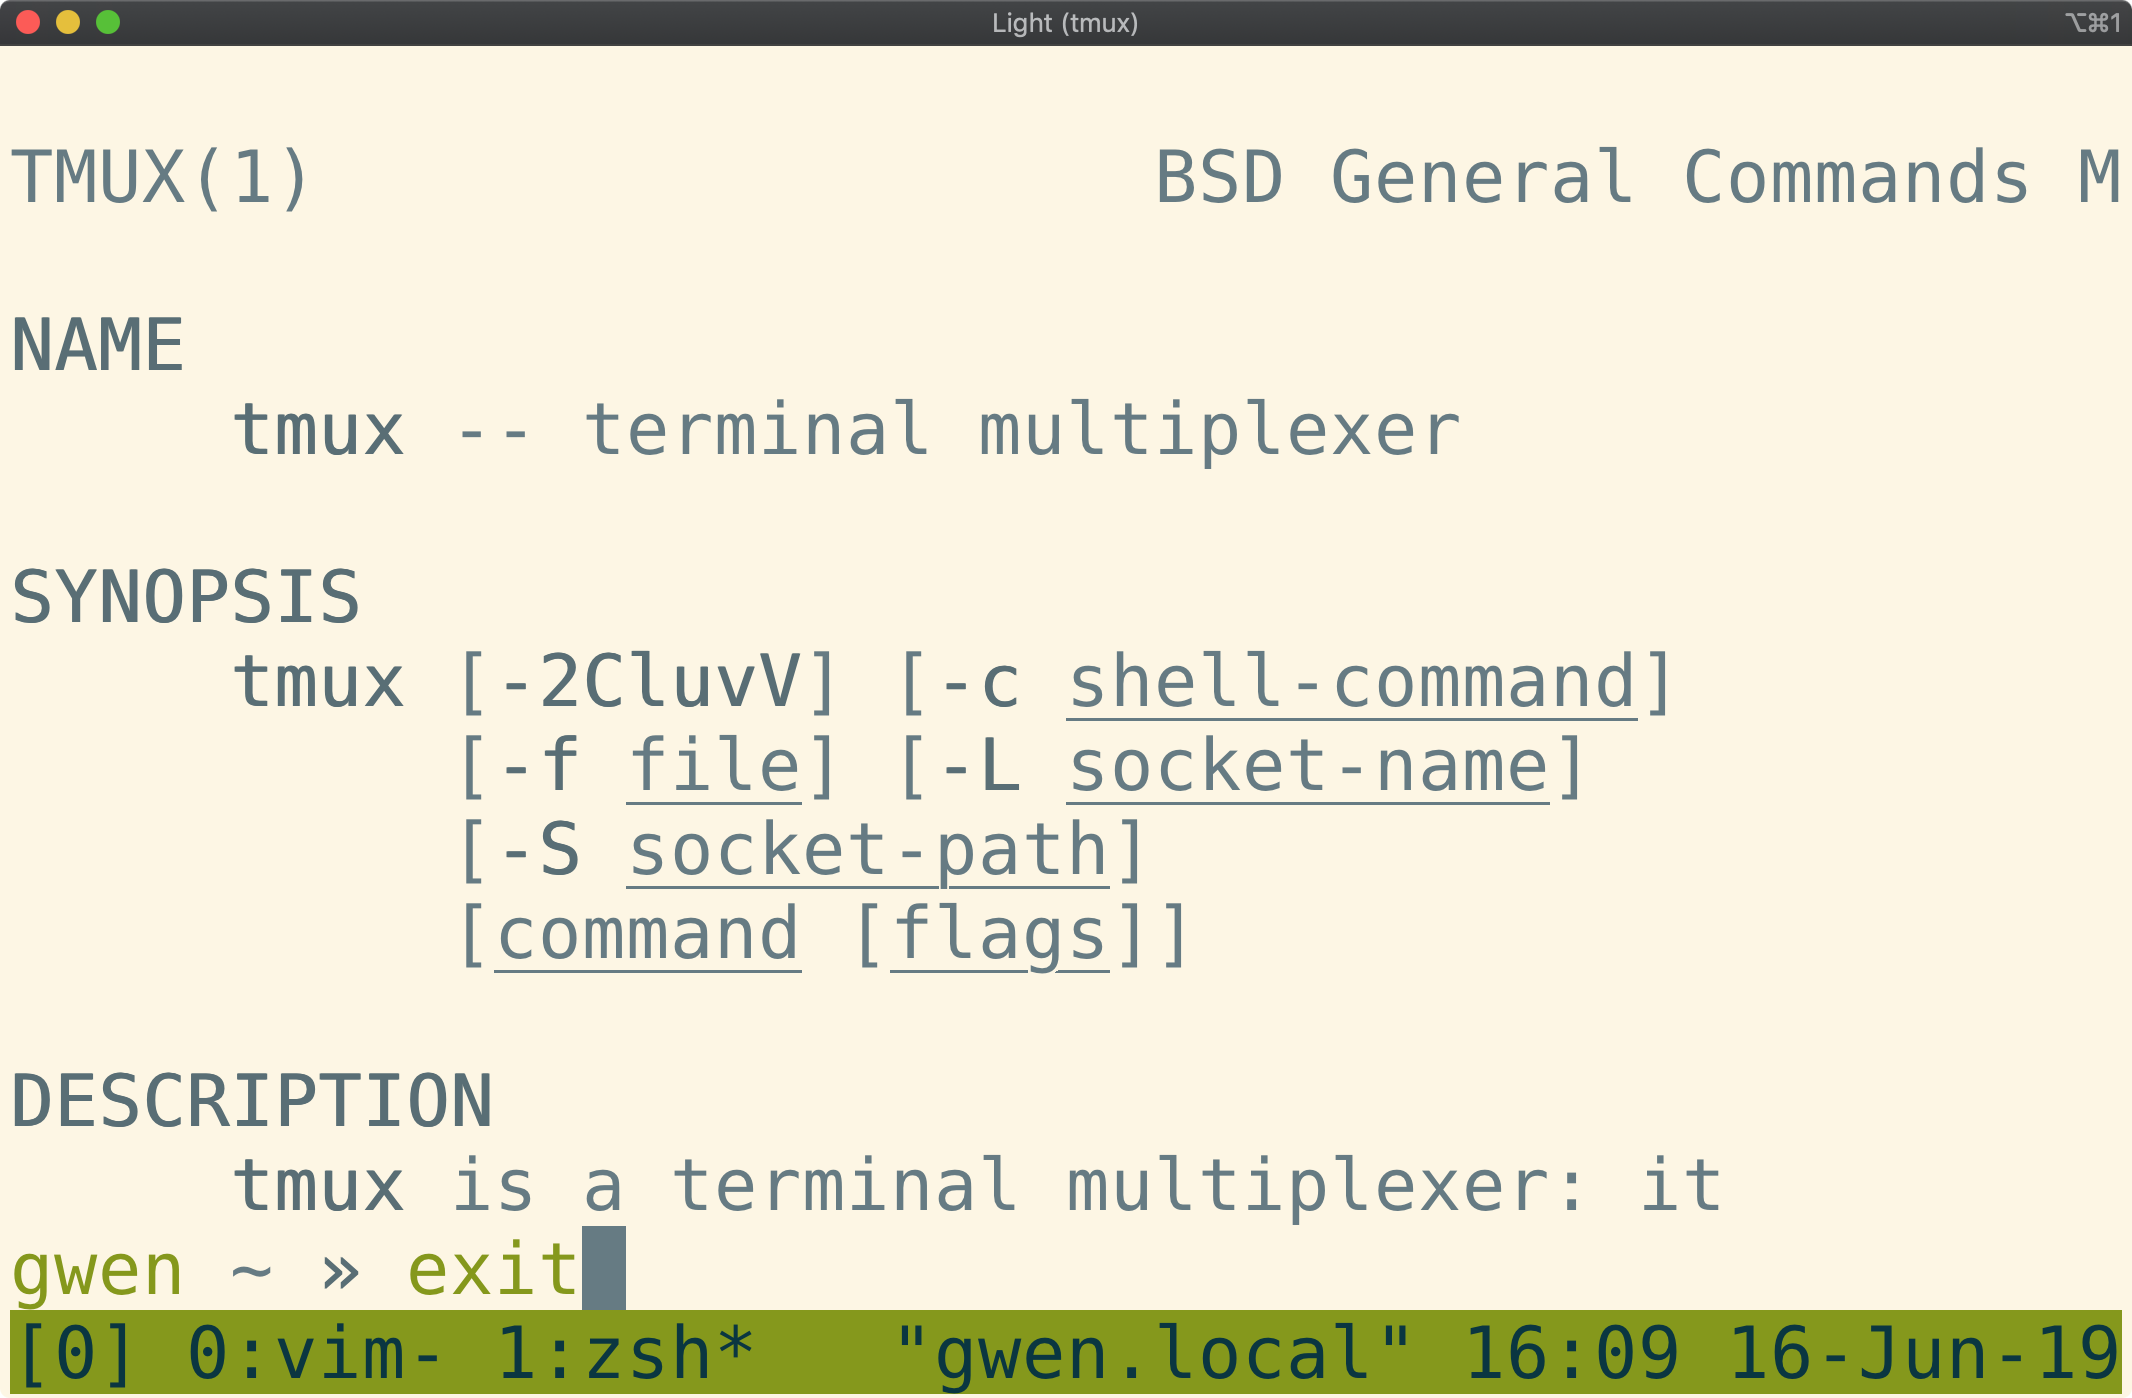 Light (tmux) ⌥⌘1
TMUX(1) BSD General Commands M
NAME
tmux -- terminal multiplexer
SYNOPSIS
tmux [-2CluvV] [-c shell-command]
[-f file] [-L socket-name]
[-S socket-path]
[command [flags]]
DESCRIPTION
tmux is a terminal multiplexer: it
gwen ~ » exit
[0] 0:vim- 1:zsh* "gwen.local" 16:09 16-Jun-19